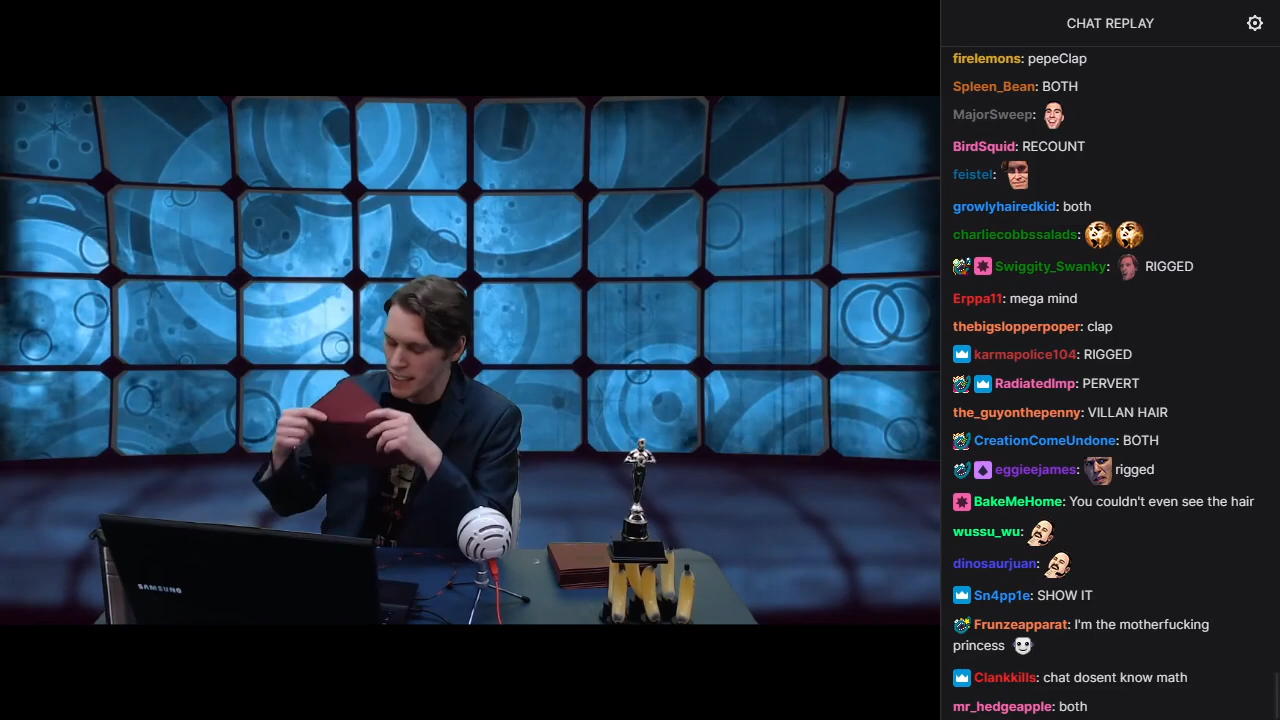 CHAT REPLAY
firelemons: pepeClap
Spleen_Bean: BOTH
MajorSweep:
BirdSquid: RECOUNT
feistel:
growlyhairedkid: both
charliecobbssalads:
Swiggity_Swanky: RIGGED
Erppa11: mega mind
thebigslopperpoper: clap
karmapolice104: RIGGED
RadiatedImp: PERVERT
the_guyonthepenny: VILLAN HAIR
CreationComeUndone: BOTH
eggieejames: rigged
BakeMeHome: You couldn't even see the hair
wussu_wu:
dinosaurjuan:
Sn4pp1e: SHOW IT
Frunzeapparat: I'm the motherfucking
princess
Clankkills: chat dosent know math
mr_hedgeapple: both
SAMSUNG